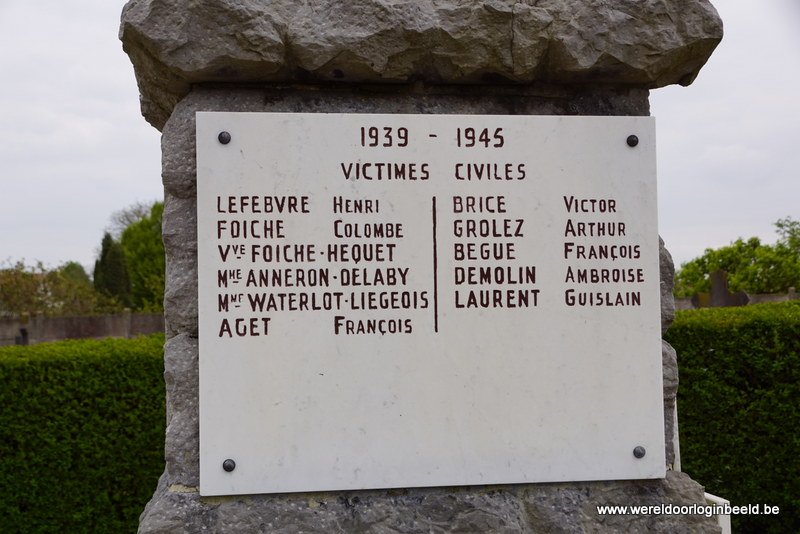 1939 - 1945
VICTIMES CIVILES
LEFEBVRE HENRI
FOICHE COLOMBE
VVE FOICHE-HEQUET
MME ANNERON-DELABY
MME WATERLOT-LIEGEOIS
AGET FRANÇOIS
BRICE VICTOR
GROLEZ ARTHUR
BEGUE FRANÇOIS
DEMOLIN AMBROISE
LAURENT GUISLAIN
www.wereldoorloginbeeld.be